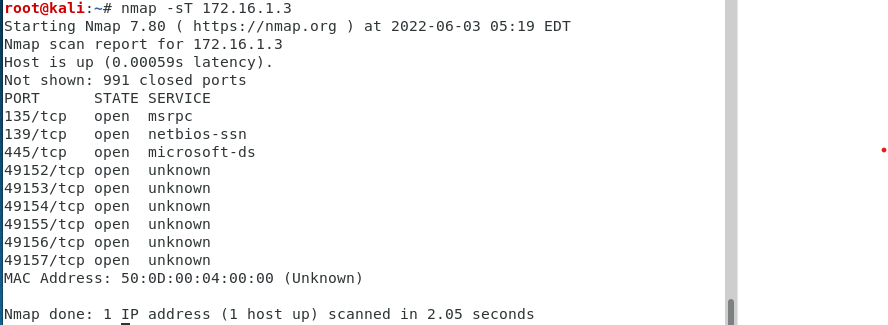 root@kali:~# nmap -sT 172.16.1.3
Starting Nmap 7.80 ( https://nmap.org ) at 2022-06-03 05:19 EDT
Nmap scan report for 172.16.1.3
Host is up (0.00059s latency).
Not shown: 991 closed ports
PORT      STATE SERVICE
135/tcp   open  msrpc
139/tcp   open  netbios-ssn
445/tcp   open  microsoft-ds
49152/tcp open  unknown
49153/tcp open  unknown
49154/tcp open  unknown
49155/tcp open  unknown
49156/tcp open  unknown
49157/tcp open  unknown
MAC Address: 50:0D:00:04:00:00 (Unknown)
Nmap done: 1 IP address (1 host up) scanned in 2.05 seconds